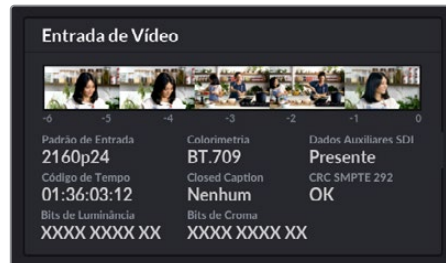 Entrada de Vídeo
-6 -5 -4 -3 -2 -1 0
Padrão de Entrada Colorimetria Dados Auxiliares SDI
2160p24 BT.709 Presente
Código de Tempo Closed Caption CRC SMPTE 292
01:36:03:12 Nenhum OK
Bits de Luminância Bits de Croma
XXXX XXXX XX XXXX XXXX XX